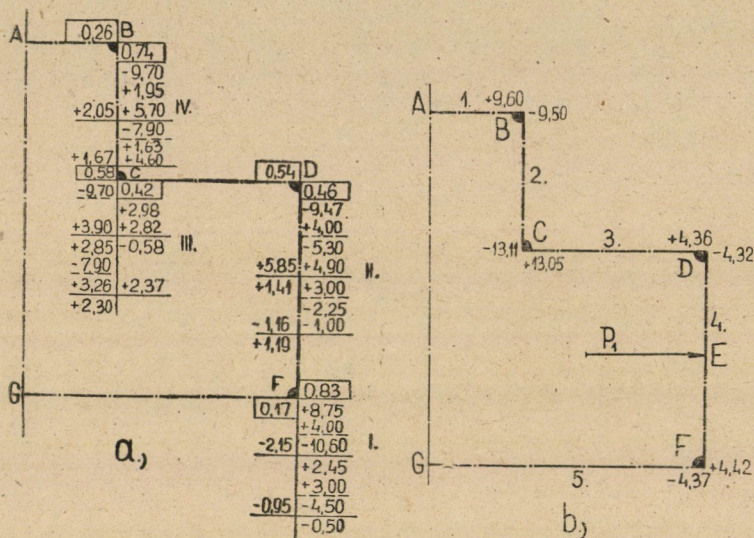 A 0,26 B
0,74
-9,70
+1,95
+2,05 +5,70 IV.
-7,90
+1,63
+1,67 +4,60
0,58 C 0,54 D
-9,70 0,42 0,46
+2,98 -9,47
+3,90 +2,82 +4,00
+2,85 -0,58 III. -5,30
-7,90 +5,85 +4,90 II.
+3,26 +2,37 +1,41 +3,00
+2,30 -2,25
-1,16 -1,00
+1,19
G F 0,83
0,17 +8,75
+4,00
-2,15 -10,60 I.
+2,45
+3,00
-0,95 -4,50
-0,50
a.,
A 1. +9,60 -9,50
B
2.
C 3. +4,36
-13,11 +13,05 D -4,32
4.
P1 E
F
G +4,42
5. -4,37
b.,